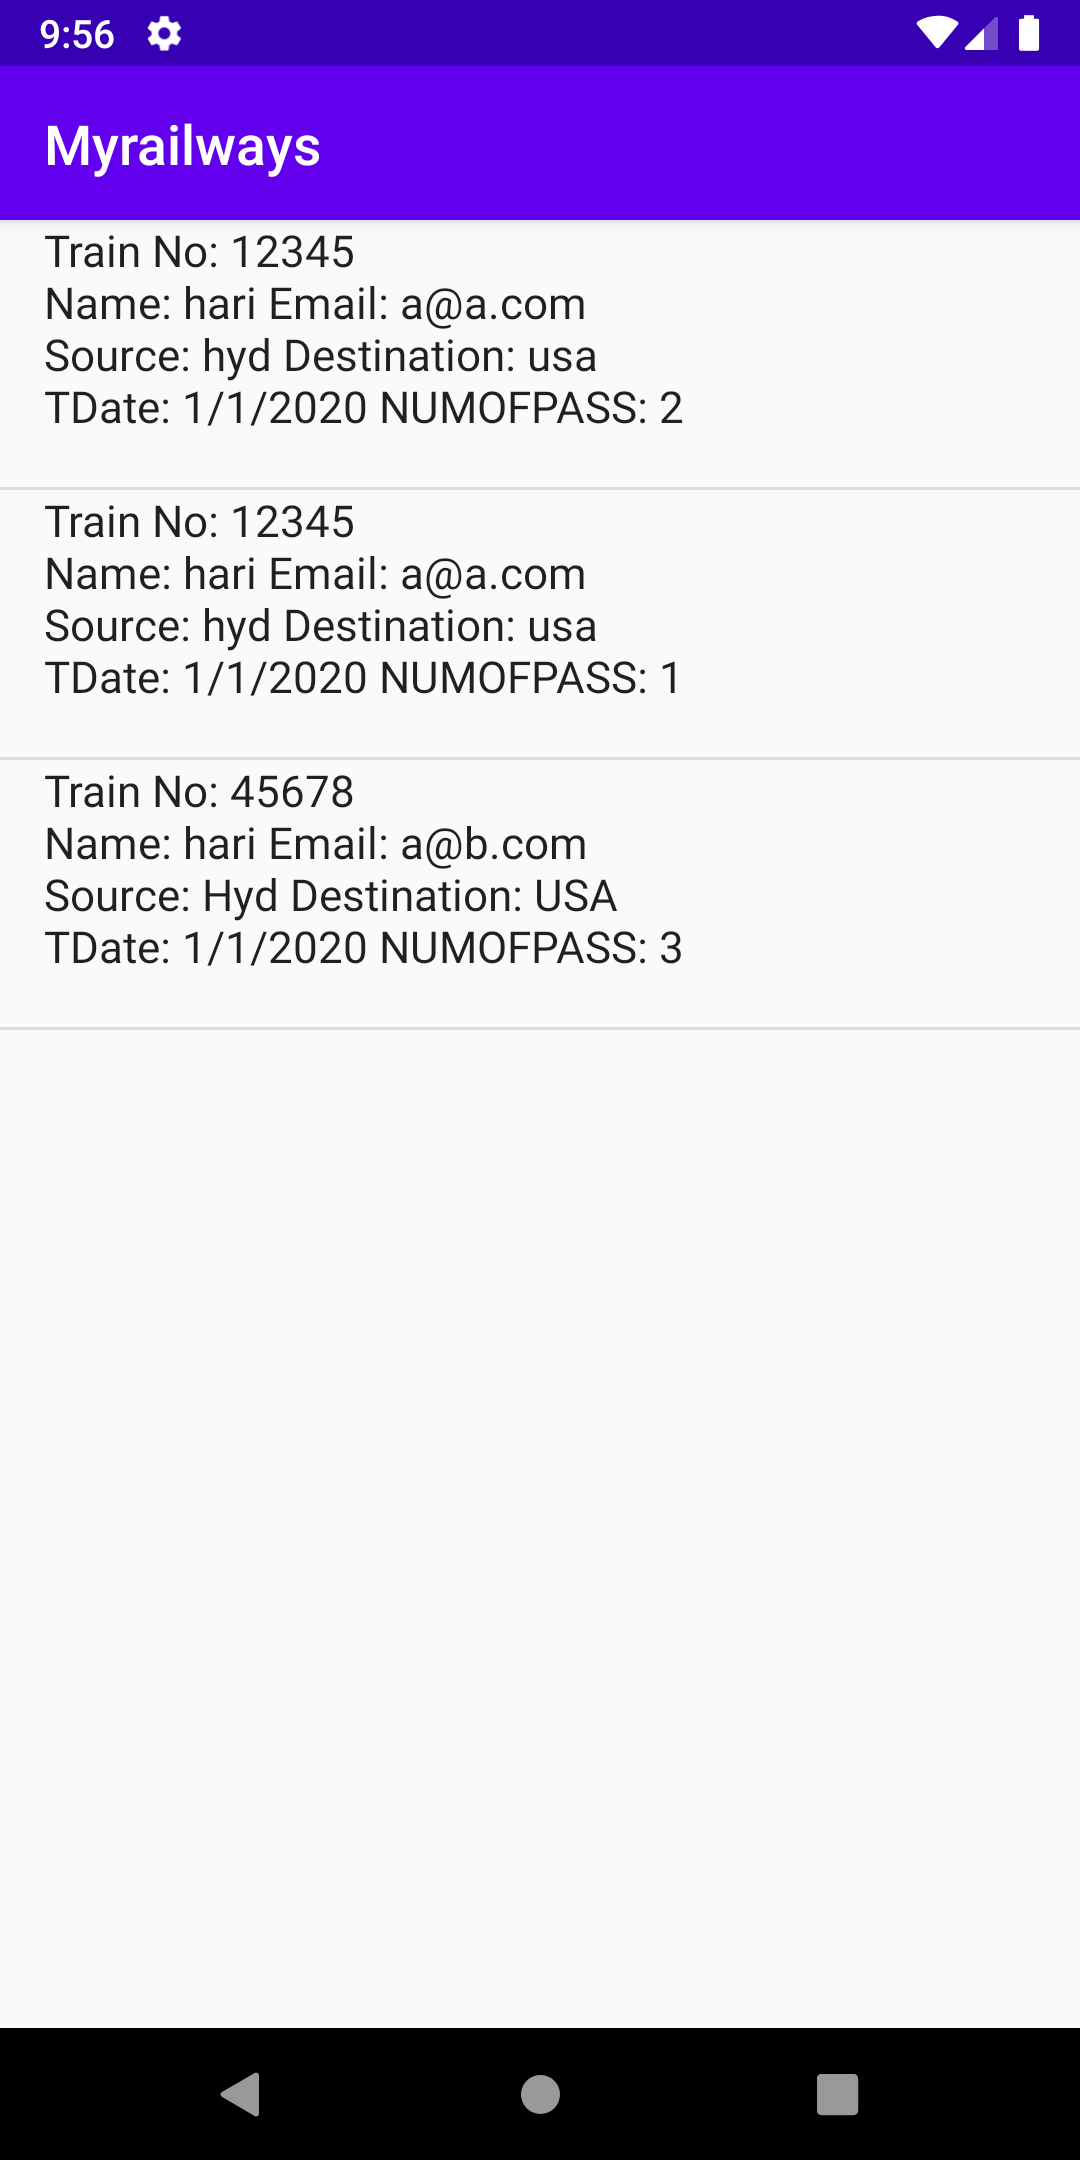 9:56
Myrailways
Train No: 12345
Name: hari Email: a@a.com
Source: hyd Destination: usa
TDate: 1/1/2020 NUMOFPASS: 2
Train No: 12345
Name: hari Email: a@a.com
Source: hyd Destination: usa
TDate: 1/1/2020 NUMOFPASS: 1
Train No: 45678
Name: hari Email: a@b.com
Source: Hyd Destination: USA
TDate: 1/1/2020 NUMOFPASS: 3